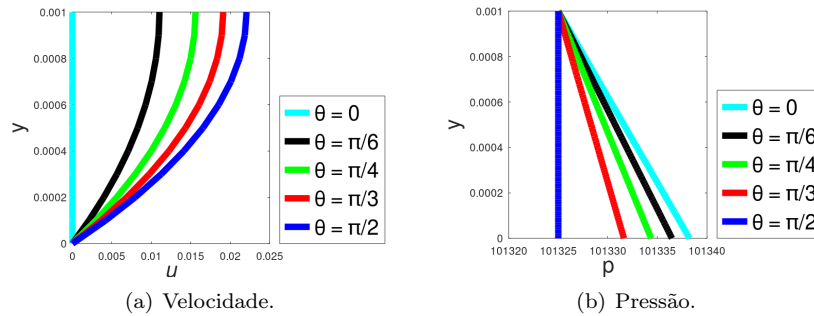 0.001
0.0008
0.0006
0.0004
0.0002
0
y
0 0.005 0.01 0.015 0.02 0.025
u
θ = 0
θ = π/6
θ = π/4
θ = π/3
θ = π/2
(a) Velocidade.
0.001
0.0008
0.0006
0.0004
0.0002
0
y
101320 101325 101330 101335 101340
p
θ = 0
θ = π/6
θ = π/4
θ = π/3
θ = π/2
(b) Pressão.